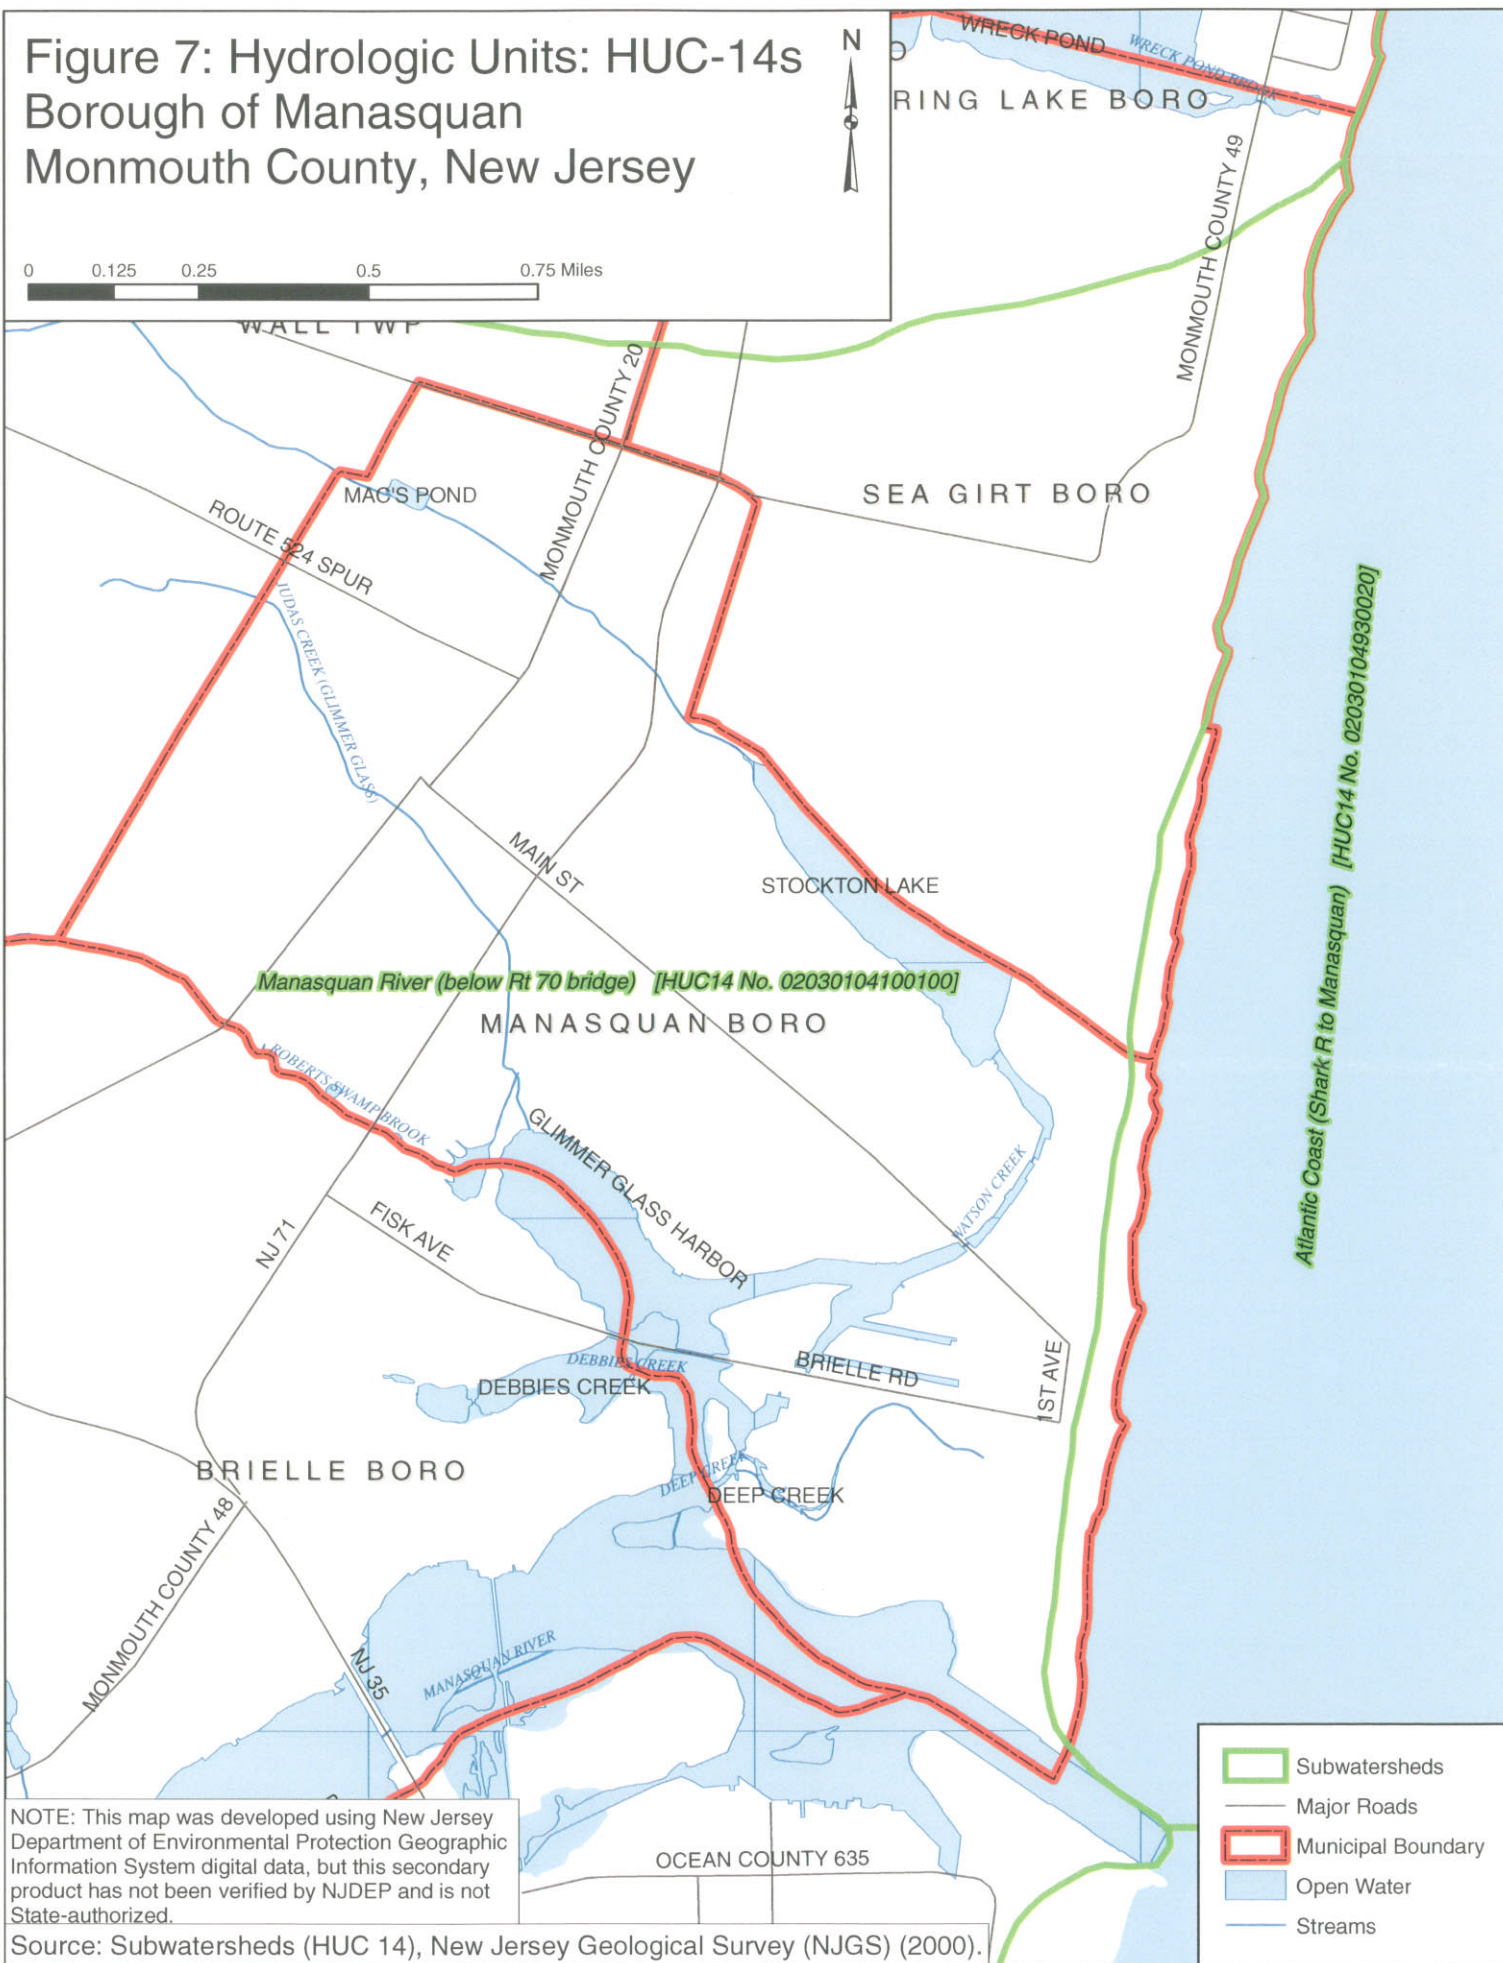 Figure 7: Hydrologic Units: HUC-14s
Borough of Manasquan
Monmouth County, New Jersey
N
0 0.125 0.25 0.5 0.75 Miles
WRECK POND
WRECK POND BROOK
O
RING LAKE BORO
MONMOUTH COUNTY 49
WALL TWP
MONMOUTH COUNTY 20
MAC'S POND
SEA GIRT BORO
ROUTE 524 SPUR
JUDAS CREEK (GLIMMER GLASS)
Atlantic Coast (Shark R to Manasquan) [HUC14 No. 02030104930020]
MAIN ST
STOCKTON LAKE
Manasquan River (below Rt 70 bridge) [HUC14 No. 02030104100100]
MANASQUAN BORO
ROBERTS SWAMP BROOK
GLIMMER GLASS HARBOR
WATSON CREEK
NJ 71
FISK AVE
DEBBIES CREEK
DEBBIES CREEK
BRIELLE RD
1ST AVE
BRIELLE BORO
DEEP CREEK
DEEP CREEK
MONMOUTH COUNTY 48
NJ 35
MANASQUAN RIVER
OCEAN COUNTY 635
Subwatersheds
Major Roads
Municipal Boundary
Open Water
Streams
NOTE: This map was developed using New Jersey
Department of Environmental Protection Geographic
Information System digital data, but this secondary
product has not been verified by NJDEP and is not
State-authorized.
Source: Subwatersheds (HUC 14), New Jersey Geological Survey (NJGS) (2000).